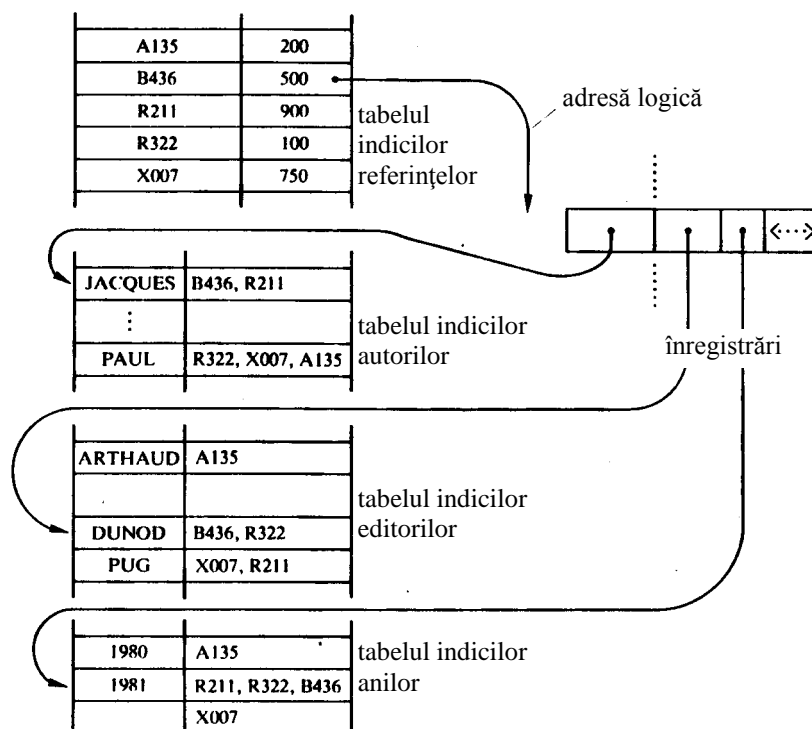 A135 200
B436 500
R211 900
R322 100
X007 750
tabelul
indicilor
referinţelor
adresă logică
JACQUES B436, R211
⋮
PAUL R322, X007, A135
tabelul indicilor
autorilor
înregistrări
ARTHAUD A135
DUNOD B436, R322
PUG X007, R211
tabelul indicilor
editorilor
1980 A135
1981 R211, R322, B436
X007
tabelul indicilor
anilor